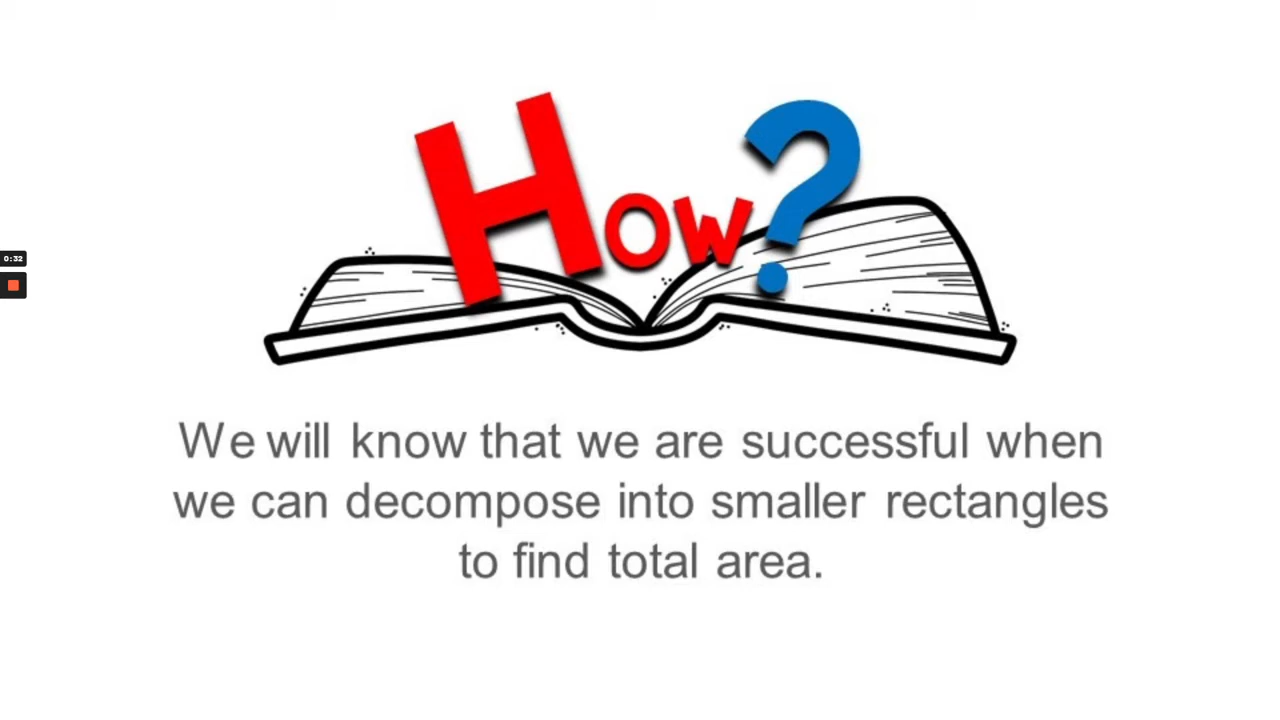 How?
0:32
We will know that we are successful when
we can decompose into smaller rectangles
to find total area.